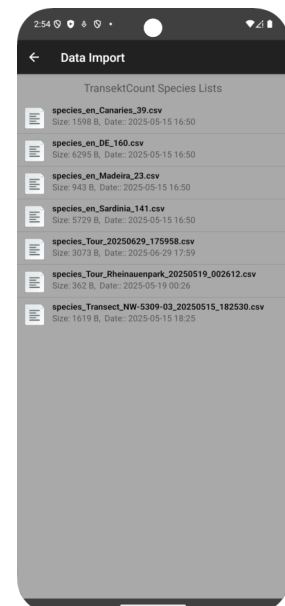 2:54
Data Import
TransektCount Species Lists
species_en_Canaries_39.csv
Size: 1598 B, Date:: 2025-05-15 16:50
species_en_DE_160.csv
Size: 6295 B, Date:: 2025-05-15 16:50
species_en_Madeira_23.csv
Size: 943 B, Date:: 2025-05-15 16:50
species_en_Sardinia_141.csv
Size: 5729 B, Date:: 2025-05-15 16:50
species_Tour_20250629_175958.csv
Size: 3073 B, Date:: 2025-06-29 17:59
species_Tour_Rheinauenpark_20250519_002612.csv
Size: 362 B, Date:: 2025-05-19 00:26
species_Transect_NW-5309-03_20250515_182530.csv
Size: 1619 B, Date:: 2025-05-15 18:25